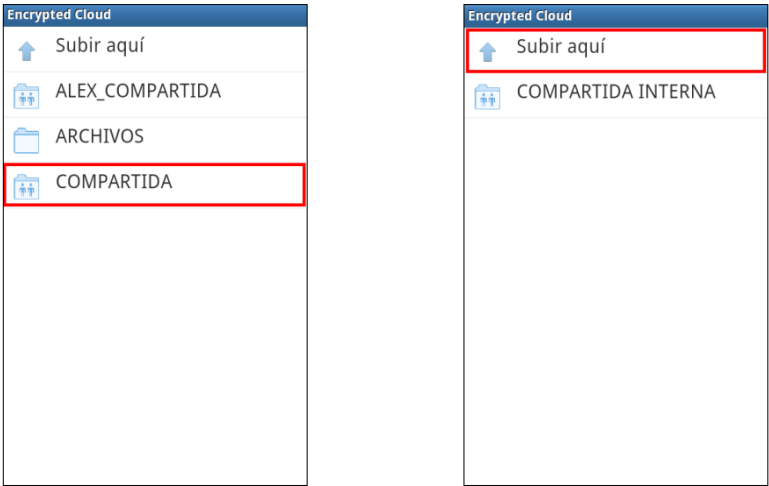 Encrypted Cloud
Subir aquí
ALEX_COMPARTIDA
ARCHIVOS
COMPARTIDA
Encrypted Cloud
Subir aquí
COMPARTIDA INTERNA